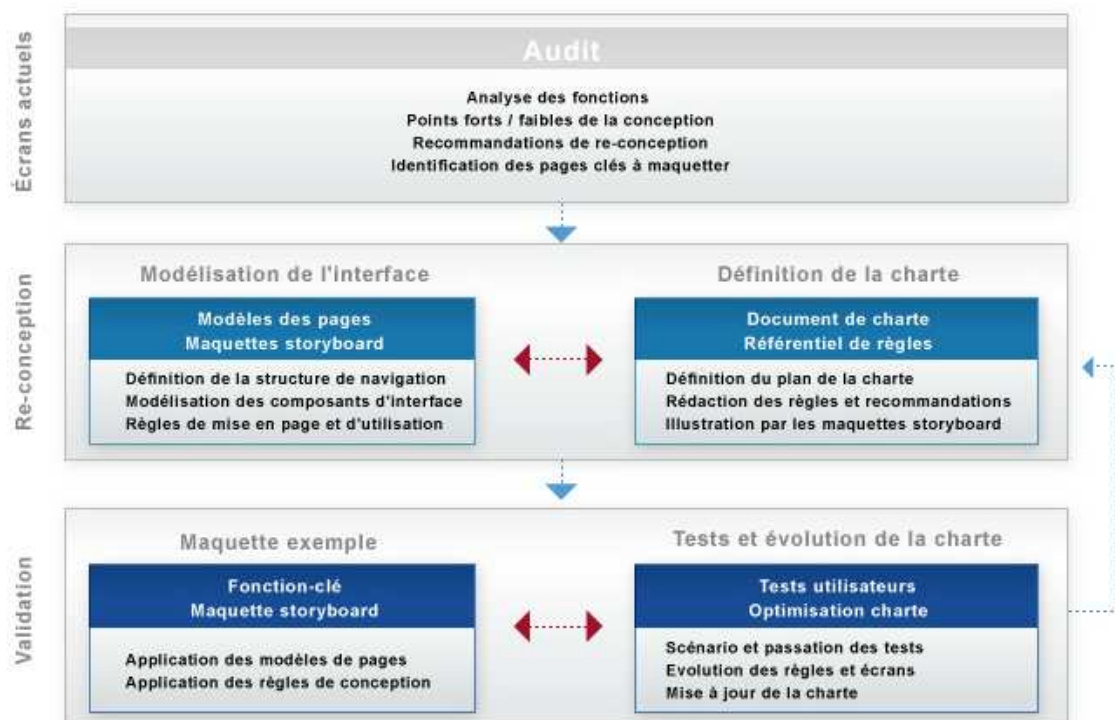 Écrans actuels
Audit
Analyse des fonctions
Points forts / faibles de la conception
Recommandations de re-conception
Identification des pages clés à maquetter
Re-conception
Modélisation de l'interface
Modèles des pages
Maquettes storyboard
Définition de la structure de navigation
Modélisation des composants d'interface
Règles de mise en page et d'utilisation
Définition de la charte
Document de charte
Référentiel de règles
Définition du plan de la charte
Rédaction des règles et recommandations
Illustration par les maquettes storyboard
Validation
Maquette exemple
Fonction-clé
Maquette storyboard
Application des modèles de pages
Application des règles de conception
Tests et évolution de la charte
Tests utilisateurs
Optimisation charte
Scénario et passation des tests
Evolution des règles et écrans
Mise à jour de la charte